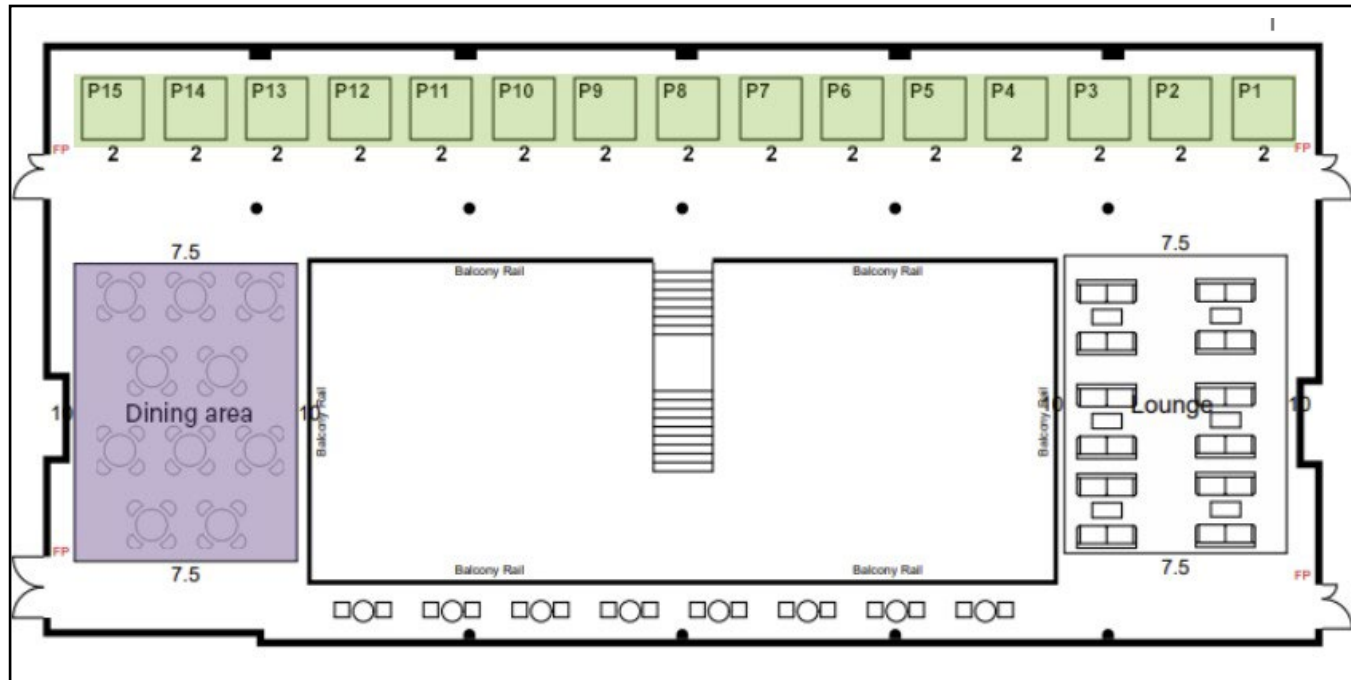 P15 P14 P13 P12 P11 P10 P9 P8 P7 P6 P5 P4 P3 P2 P1
FP 2 2 2 2 2 2 2 2 2 2 2 2 2 2 2 FP
7.5 7.5
Balcony Rail Balcony Rail
10 Dining area 10 Balcony Rail Balcony Rail 10 Lounge 10
FP 7.5 Balcony Rail Balcony Rail 7.5 FP